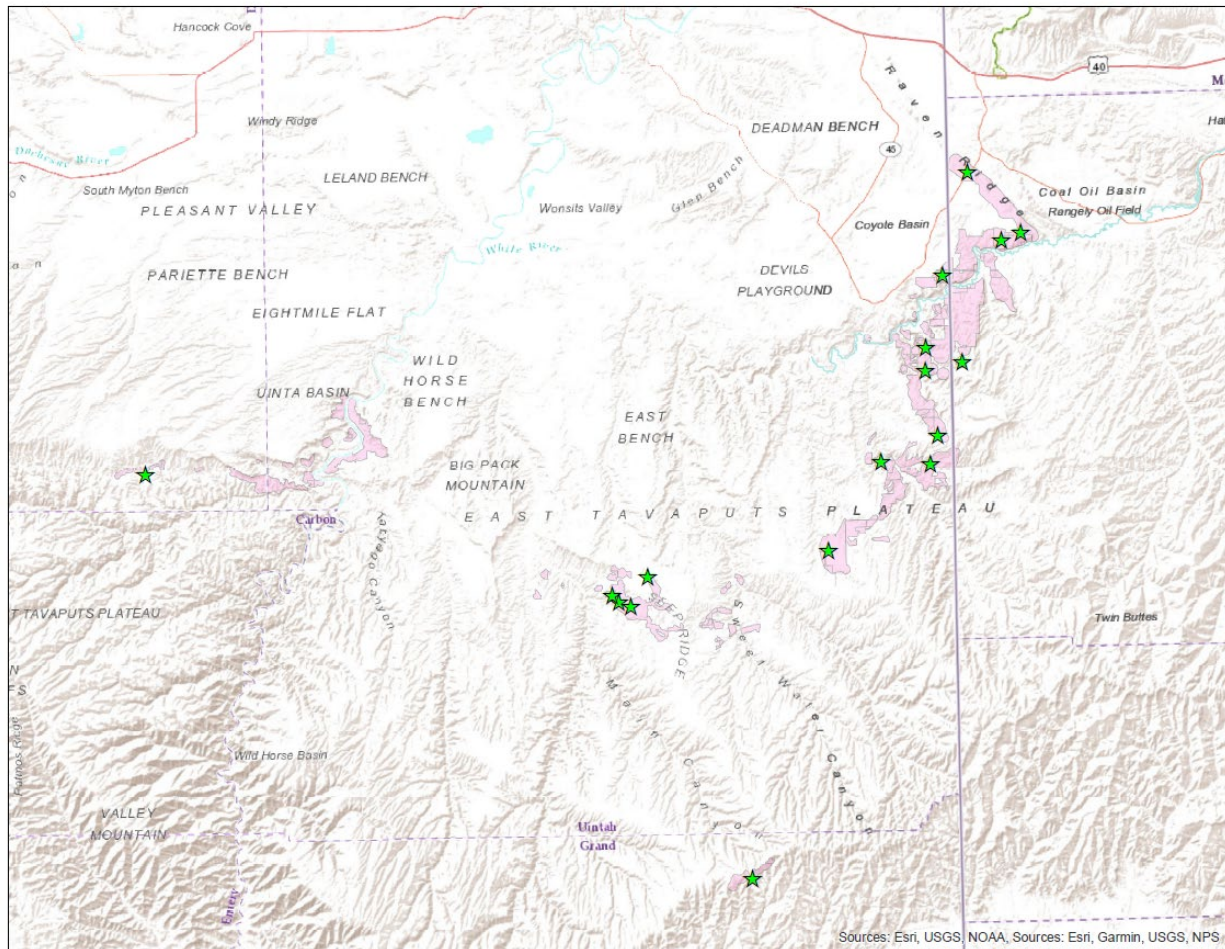 Hancock Cove
40
Raven Ridge
Windy Ridge
DEADMAN BENCH
45
Duchesne River
LELAND BENCH
South Myton Bench
Glen Bench
Coal Oil Basin
PLEASANT VALLEY
Wonsits Valley
Rangely Oil Field
Coyote Basin
White River
PARIETTE BENCH
DEVILS
PLAYGROUND
EIGHTMILE FLAT
WILD
HORSE
BENCH
UINTA BASIN
EAST
BENCH
BIG PACK
MOUNTAIN
EAST TAVAPUTS PLATEAU
Carbon
SEEP RIDGE
Sweet Water Canyon
T TAVAPUTS PLATEAU
Twin Buttes
Main Canyon
Wild Horse Basin
VALLEY
MOUNTAIN
Uintah
Grand
Emery
Sources: Esri, USGS, NOAA, Sources: Esri, Garmin, USGS, NPS